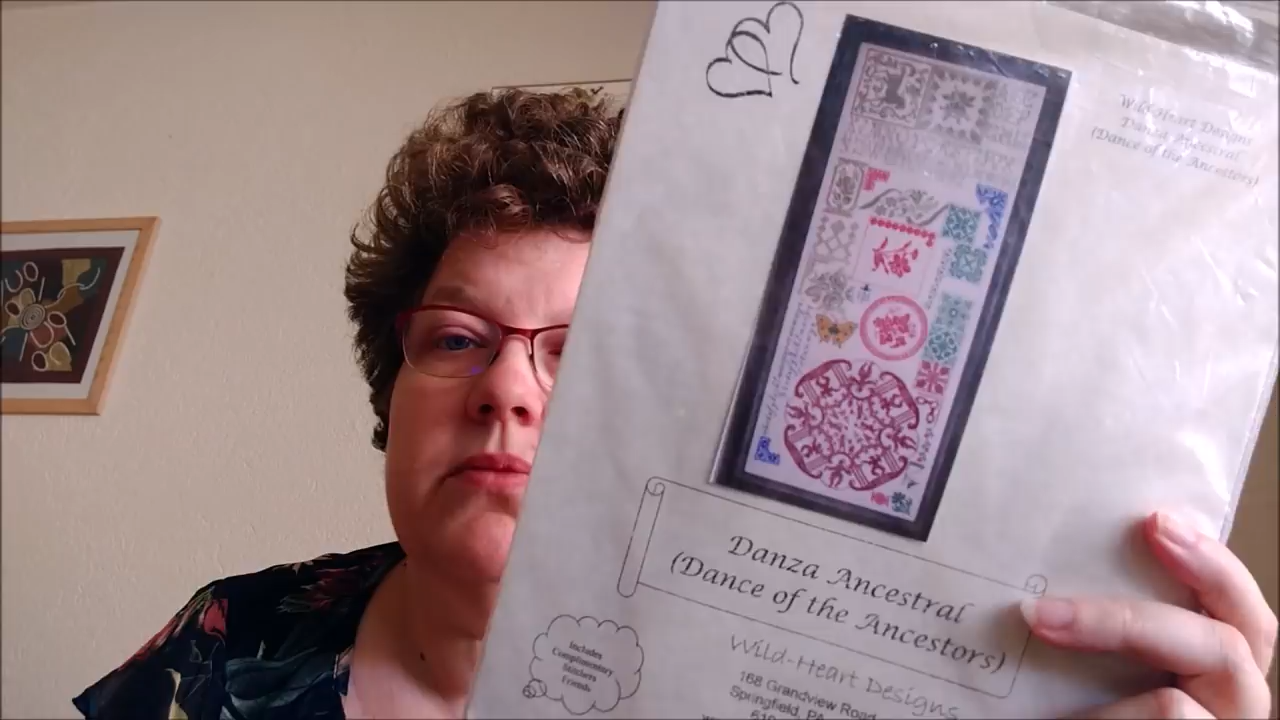 Wild-Heart Designs
Danza Ancestral
(Dance of the Ancestors)
Danza Ancestral
(Dance of the Ancestors)
Includes
Complimentary
Stitchers
Friends
Wild-Heart Designs
168 Grandview Road
Springfield, PA